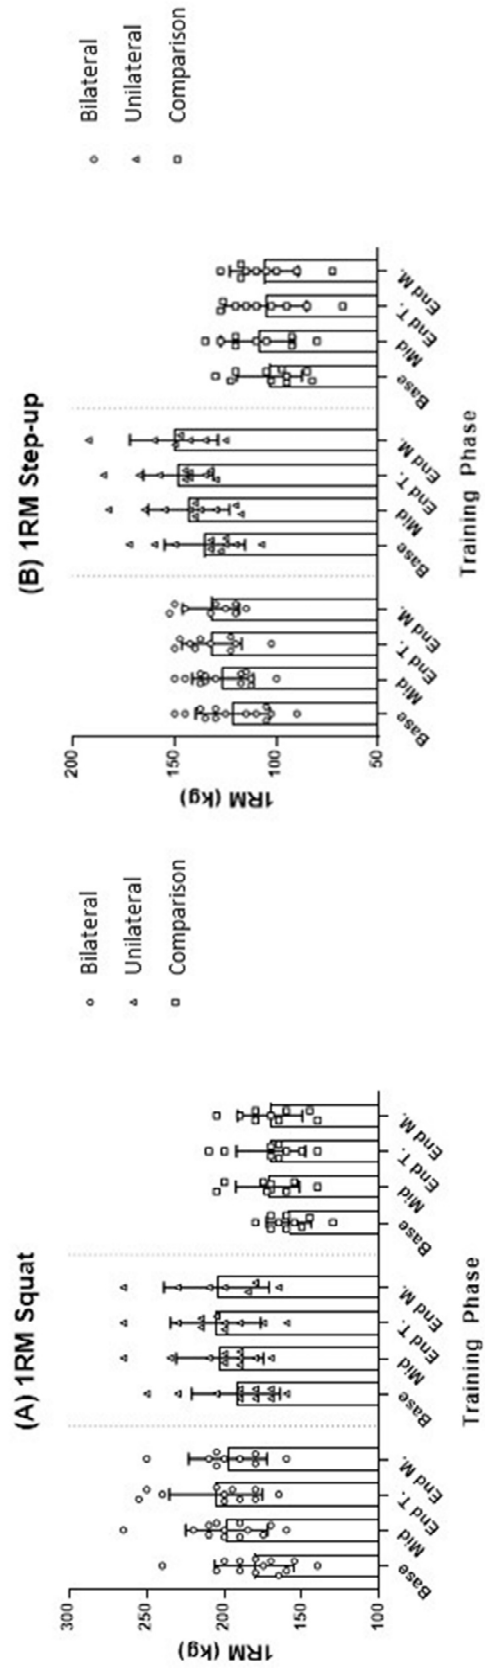 (A) 1RM Squat
1RM (kg)
300
250
200
150
100
Base
Mid
End T.
End M.
Base
Mid
End T.
End M.
Base
Mid
End T.
End M.
Training Phase
Bilateral
Unilateral
Comparison
(B) 1RM Step-up
1RM (kg)
200
150
100
50
Base
Mid
End T.
End M.
Base
Mid
End T.
End M.
Base
Mid
End T.
End M.
Training Phase
Bilateral
Unilateral
Comparison